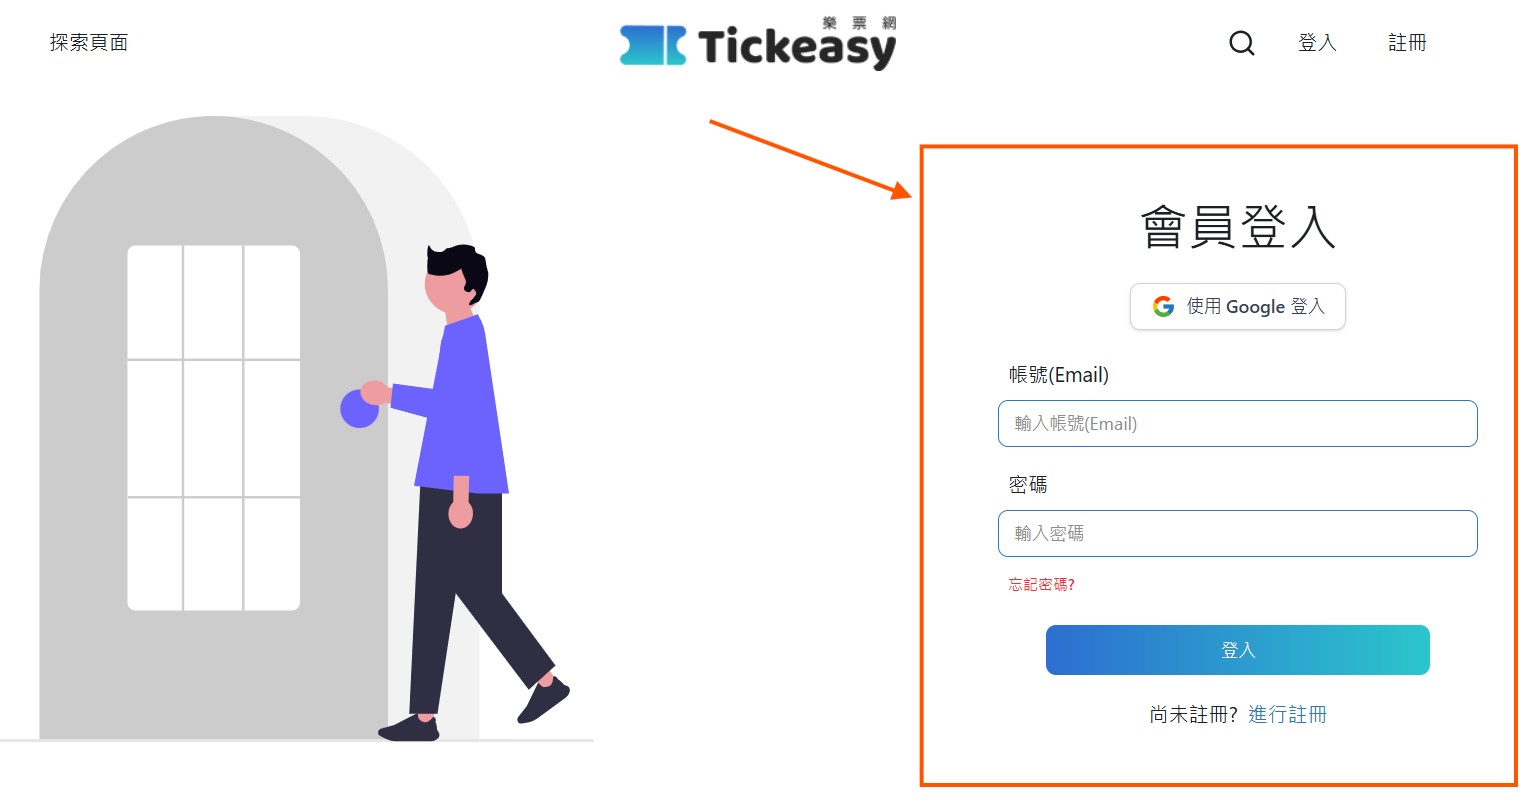 探索頁面
樂票網
Tickeasy
登入
註冊
會員登入
使用 Google 登入
帳號(Email)
輸入帳號(Email)
密碼
輸入密碼
忘記密碼?
登入
尚未註冊? 進行註冊